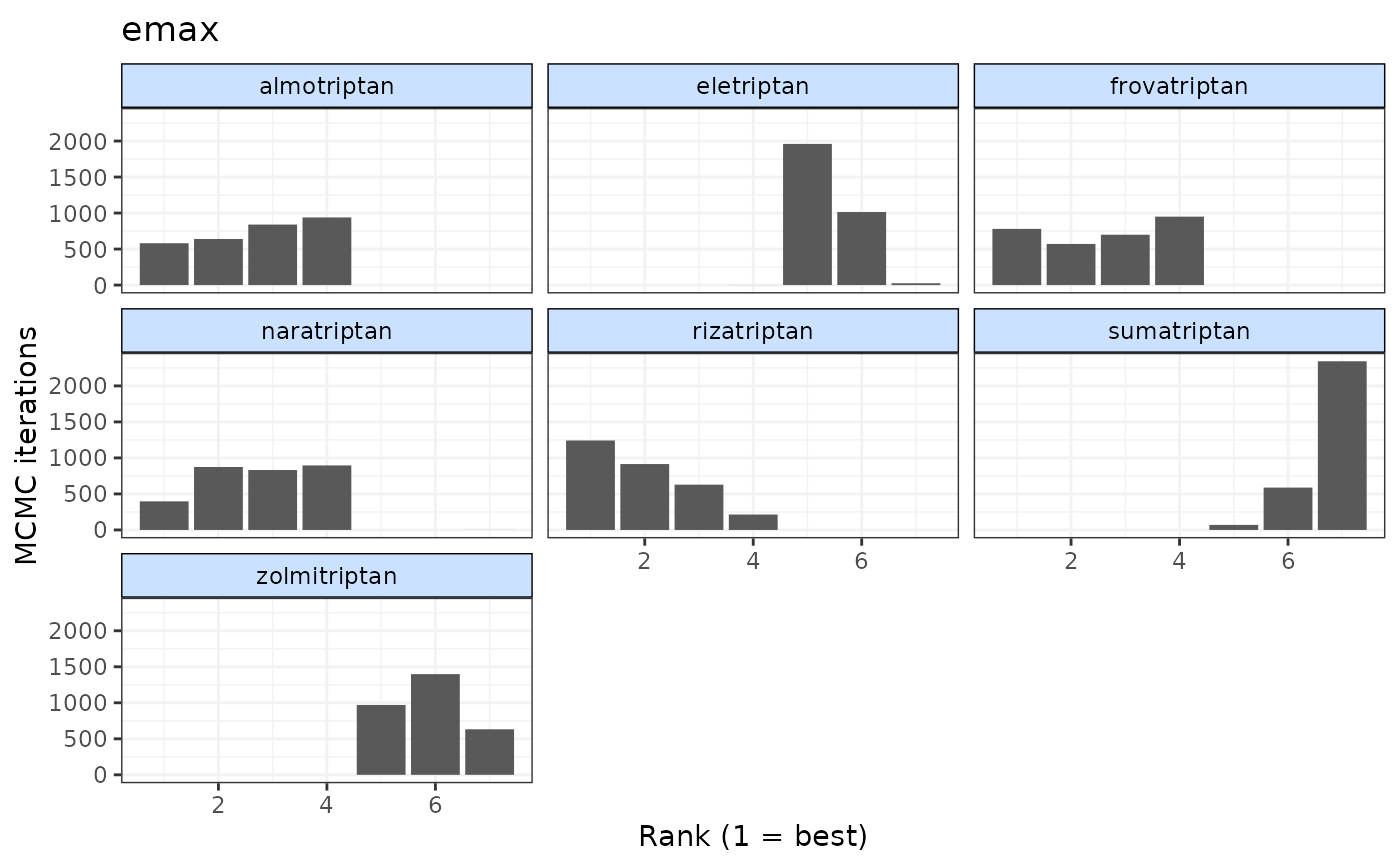 emax
almotriptan
eletriptan
frovatriptan
2000
1500
1000
500
0
naratriptan
rizatriptan
sumatriptan
2000
1500
1000
500
0
2 4 6
2 4 6
MCMC iterations
zolmitriptan
2000
1500
1000
500
0
2 4 6
Rank (1 = best)